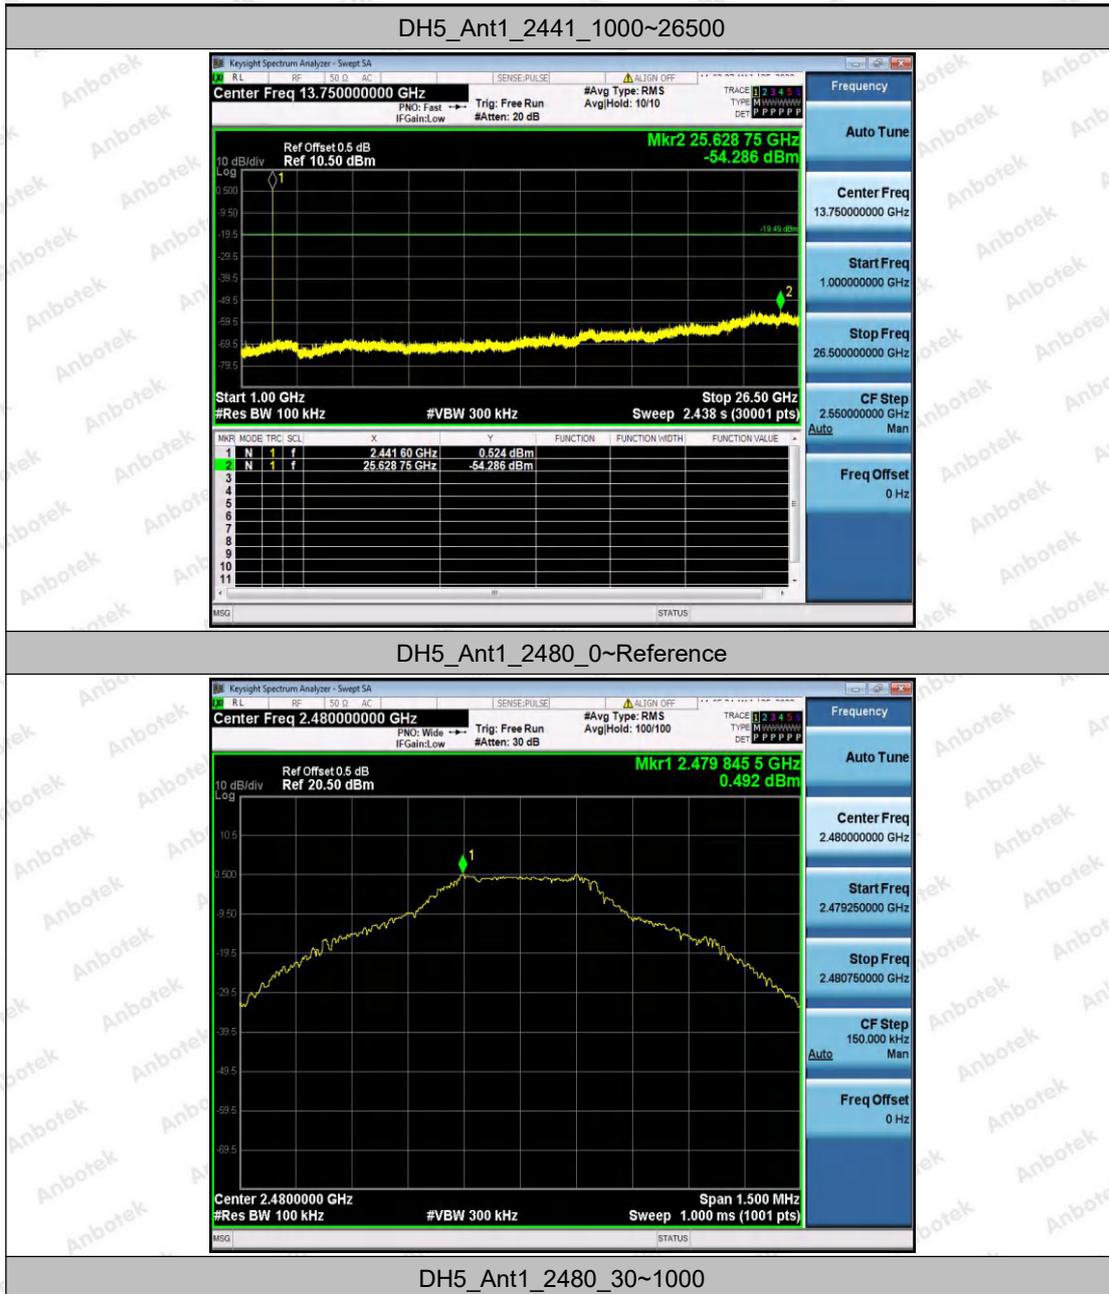 DH5_Ant1_2441_1000~26500
Keysight Spectrum Analyzer - Swept SA
RL RF 50 Ω AC SENSE:PULSE ALIGN OFF
Center Freq 13.750000000 GHz #Avg Type: RMS TRACE 1 2 3 4 5 6 Frequency
PNO: Fast Trig: Free Run Avg|Hold: 10/10 TYPE M WWWWW
IFGain:Low #Atten: 20 dB DET P P P P P P
Auto Tune
Mkr2 25.628 75 GHz
-54.286 dBm
Ref Offset 0.5 dB
10 dB/div Ref 10.50 dBm
Log
1
0.500
-9.50
-19.5
-19.49 dBm
-29.5
-39.5
-49.5
2
-59.5
-69.5
-79.5
Start 1.00 GHz Stop 26.50 GHz
#Res BW 100 kHz #VBW 300 kHz Sweep 2.438 s (30001 pts)
Center Freq
13.750000000 GHz
Start Freq
1.000000000 GHz
Stop Freq
26.500000000 GHz
CF Step
2.550000000 GHz
Auto Man
Freq Offset
0 Hz
MKR MODE TRC SCL X Y FUNCTION FUNCTION WIDTH FUNCTION VALUE
1 N 1 f 2.441 60 GHz 0.524 dBm
2 N 1 f 25.628 75 GHz -54.286 dBm
3
4
5
6
7
8
9
10
11
MSG STATUS
DH5_Ant1_2480_0~Reference
Keysight Spectrum Analyzer - Swept SA
RL RF 50 Ω AC SENSE:PULSE ALIGN OFF
Center Freq 2.480000000 GHz #Avg Type: RMS TRACE 1 2 3 4 5 6 Frequency
PNO: Wide Trig: Free Run Avg|Hold: 100/100 TYPE M WWWWW
IFGain:Low #Atten: 30 dB DET P P P P P P
Auto Tune
Mkr1 2.479 845 5 GHz
0.492 dBm
Ref Offset 0.5 dB
10 dB/div Ref 20.50 dBm
Log
10.5
1
0.500
-9.50
-19.5
-29.5
-39.5
-49.5
-59.5
-69.5
Center 2.4800000 GHz Span 1.500 MHz
#Res BW 100 kHz #VBW 300 kHz Sweep 1.000 ms (1001 pts)
Center Freq
2.480000000 GHz
Start Freq
2.479250000 GHz
Stop Freq
2.480750000 GHz
CF Step
150.000 kHz
Auto Man
Freq Offset
0 Hz
MSG STATUS
DH5_Ant1_2480_30~1000
Anbotek